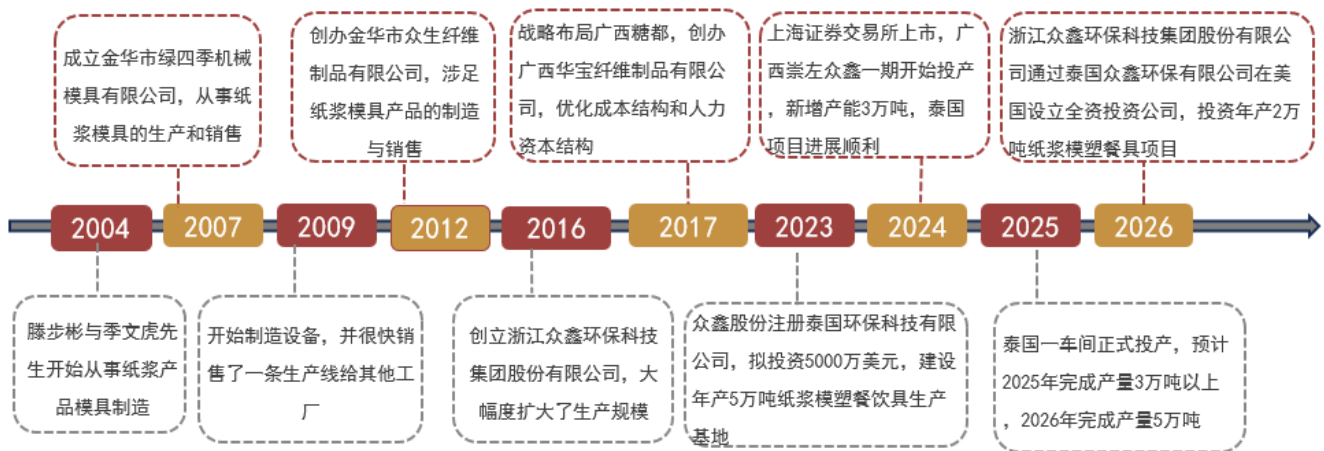 成立金华市绿四季机械
模具有限公司，从事纸
浆模具的生产和销售
创办金华市众生纤维
制品有限公司，涉足
纸浆模具产品的制造
与销售
战略布局广西糖都，创办
广西华宝纤维制品有限公
司，优化成本结构和人力
资本结构
上海证券交易所上市，广
西崇左众鑫一期开始投产
，新增产能3万吨，泰国
项目进展顺利
浙江众鑫环保科技集团股份有限公
司通过泰国众鑫环保有限公司在美
国设立全资投资公司，投资年产2万
吨纸浆模塑餐具项目
2004
2007
2009
2012
2016
2017
2023
2024
2025
2026
滕步彬与季文虎先
生开始从事纸浆产
品模具制造
开始制造设备，并很快销
售了一条生产线给其他工
厂
创立浙江众鑫环保科技
集团股份有限公司，大
幅度扩大了生产规模
众鑫股份注册泰国环保科技有限
公司，拟投资5000万美元，建设
年产5万吨纸浆模塑餐饮具生产
基地
泰国一车间正式投产，预计
2025年完成产量3万吨以上
，2026年完成产量5万吨